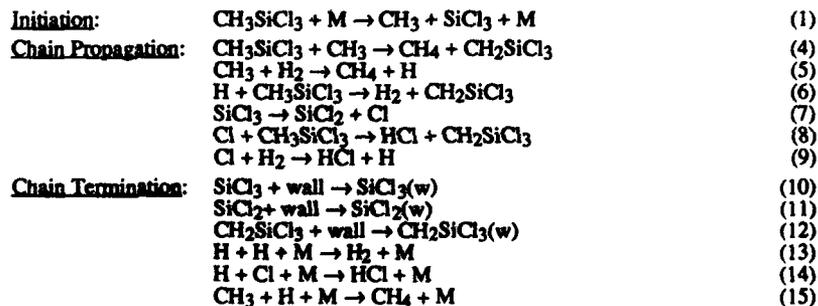 Initiation: CH3SiCl3 + M → CH3 + SiCl3 + M (1)
Chain Propagation: CH3SiCl3 + CH3 → CH4 + CH2SiCl3 (4)
CH3 + H2 → CH4 + H (5)
H + CH3SiCl3 → H2 + CH2SiCl3 (6)
SiCl3 → SiCl2 + Cl (7)
Cl + CH3SiCl3 → HCl + CH2SiCl3 (8)
Cl + H2 → HCl + H (9)
Chain Termination: SiCl3 + wall → SiCl3(w) (10)
SiCl2+ wall → SiCl2(w) (11)
CH2SiCl3 + wall → CH2SiCl3(w) (12)
H + H + M → H2 + M (13)
H + Cl + M → HCl + M (14)
CH3 + H + M → CH4 + M (15)